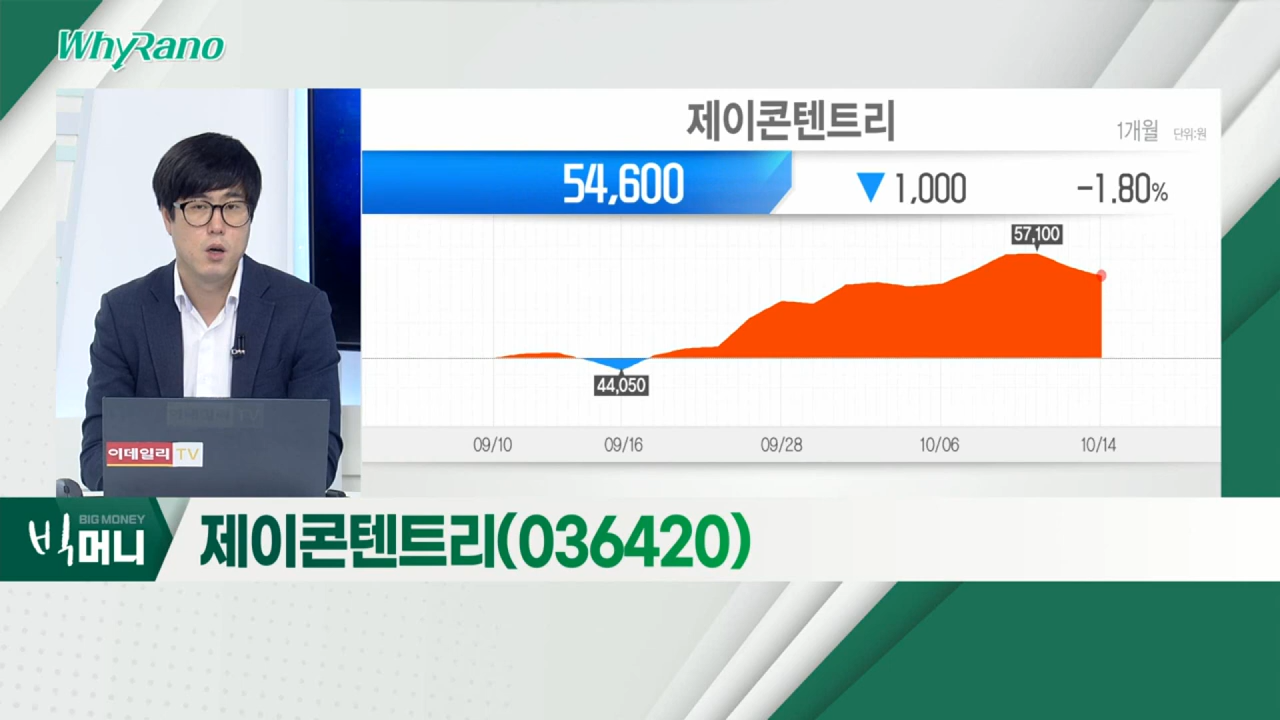 WhyRano
제이콘텐트리
1개월 단위:원
54,600 ▼ 1,000 -1.80%
57,100
44,050
09/10 09/16 09/28 10/06 10/14
이데일리TV
BIG MONEY
빅머니
제이콘텐트리(036420)